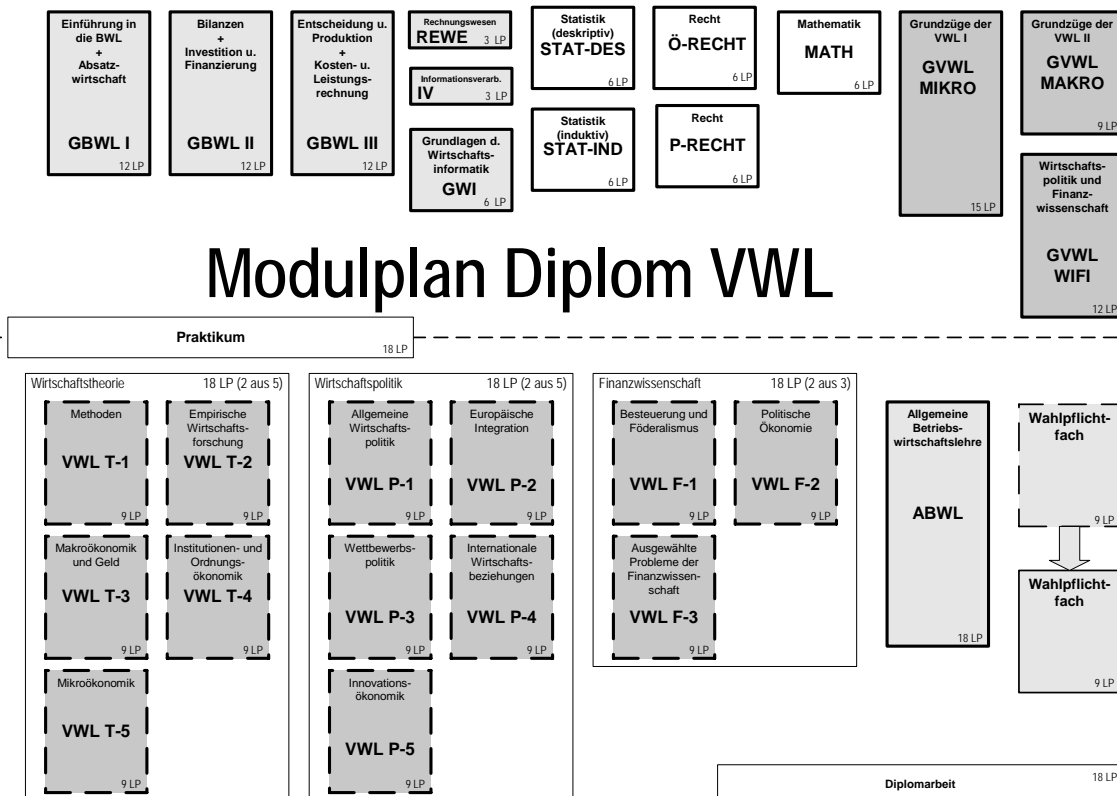 Einführung in
die BWL
+
Absatz-
wirtschaft
GBWL I
12 LP
Bilanzen
+
Investition u.
Finanzierung
GBWL II
12 LP
Entscheidung u.
Produktion
+
Kosten- u.
Leistungs-
rechnung
GBWL III
12 LP
Rechnungswesen
REWE 3 LP
Informationsverarb.
IV 3 LP
Grundlagen d.
Wirtschafts-
informatik
GWI
6 LP
Statistik
(deskriptiv)
STAT-DES
6 LP
Statistik
(induktiv)
STAT-IND
6 LP
Recht
Ö-RECHT
6 LP
Recht
P-RECHT
6 LP
Mathematik
MATH
6 LP
Grundzüge der
VWL I
GVWL
MIKRO
15 LP
Grundzüge der
VWL II
GVWL
MAKRO
9 LP
Wirtschafts-
politik und
Finanz-
wissenschaft
GVWL
WIFI
12 LP
Modulplan Diplom VWL
Praktikum
18 LP
Wirtschaftstheorie 18 LP (2 aus 5)
Methoden
VWL T-1
9 LP
Empirische
Wirtschafts-
forschung
VWL T-2
9 LP
Makroökonomik
und Geld
VWL T-3
9 LP
Institutionen- und
Ordnungs-
ökonomik
VWL T-4
9 LP
Mikroökonomik
VWL T-5
9 LP
Wirtschaftspolitik 18 LP (2 aus 5)
Allgemeine
Wirtschafts-
politik
VWL P-1
9 LP
Europäische
Integration
VWL P-2
9 LP
Wettbewerbs-
politik
VWL P-3
9 LP
Internationale
Wirtschafts-
beziehungen
VWL P-4
9 LP
Innovations-
ökonomik
VWL P-5
9 LP
Finanzwissenschaft 18 LP (2 aus 3)
Besteuerung und
Föderalismus
VWL F-1
9 LP
Politische
Ökonomie
VWL F-2
9 LP
Ausgewählte
Probleme der
Finanzwissen-
schaft
VWL F-3
9 LP
Allgemeine
Betriebs-
wirtschaftslehre
ABWL
18 LP
Wahlpflicht-
fach
9 LP
Wahlpflicht-
fach
9 LP
Diplomarbeit
18 LP